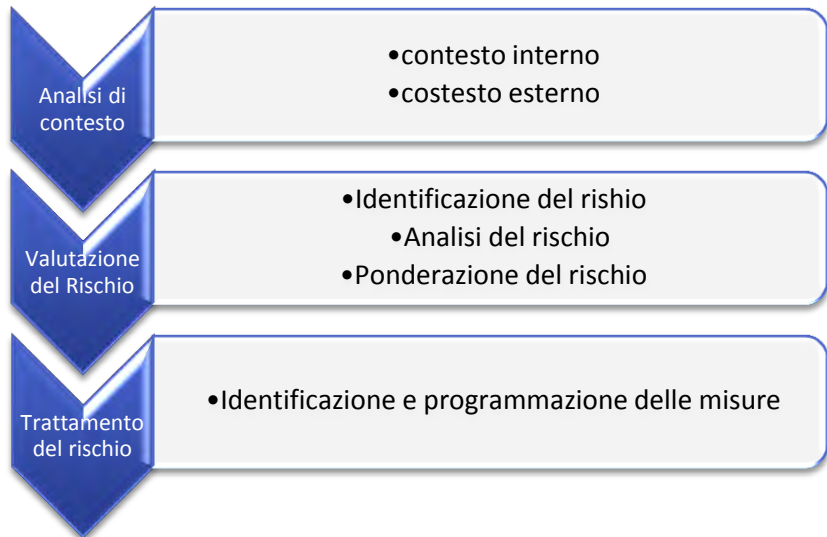 Analisi di
contesto
•contesto interno
•costesto esterno
Valutazione
del Rischio
•Identificazione del rishio
•Analisi del rischio
•Ponderazione del rischio
Trattamento
del rischio
•Identificazione e programmazione delle misure